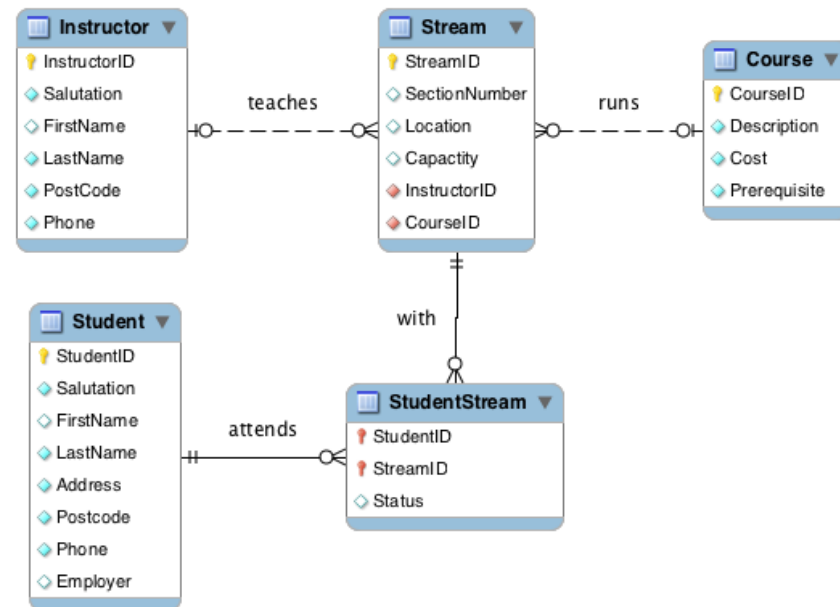 Instructor
InstructorID
Salutation
FirstName
LastName
PostCode
Phone
teaches
Stream
StreamID
SectionNumber
Location
Capactity
InstructorID
CourseID
runs
Course
CourseID
Description
Cost
Prerequisite
with
Student
StudentID
Salutation
FirstName
LastName
Address
Postcode
Phone
Employer
attends
StudentStream
StudentID
StreamID
Status